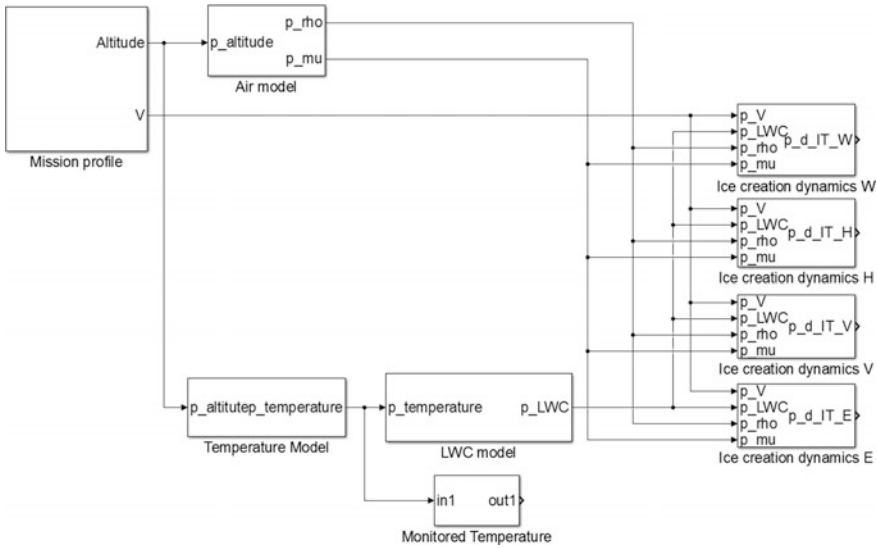 Altitude
V
Mission profile
p_altitude
p_rho
p_mu
Air model
p_V
p_LWC
p_rho
p_mu
p_d_IT_W
Ice creation dynamics W
p_V
p_LWC
p_rho
p_mu
p_d_IT_H
Ice creation dynamics H
p_V
p_LWC
p_rho
p_mu
p_d_IT_V
Ice creation dynamics V
p_V
p_LWC
p_rho
p_mu
p_d_IT_E
Ice creation dynamics E
p_altitutep_temperature
Temperature Model
p_temperature
p_LWC
LWC model
in1
out1
Monitored Temperature